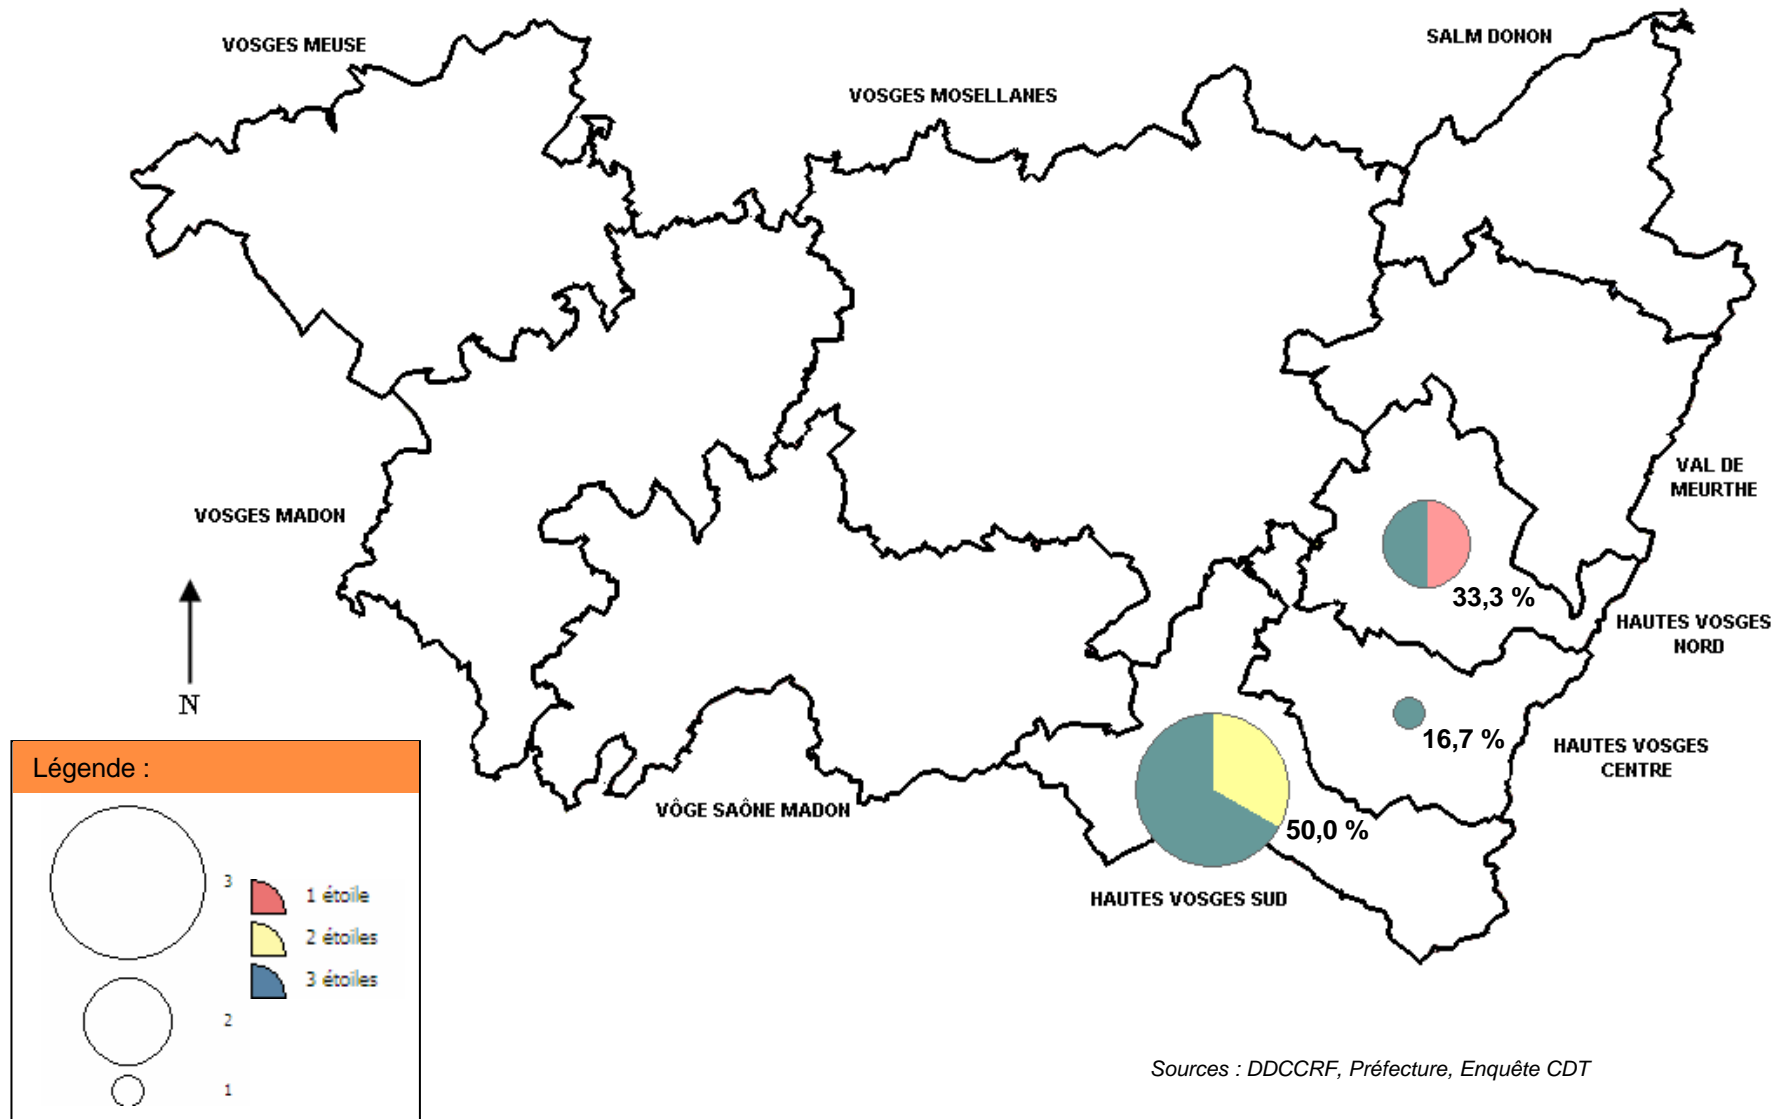 SALM DONON
VOSGES MEUSE
VOSGES MOSELLANES
VAL DE
MEURTHE
VOSGES MADON
33,3 %
HAUTES VOSGES
NORD
N
16,7 %
HAUTES VOSGES
CENTRE
Légende :
VÔGE SAÔNE MADON
50,0 %
3
1 étoile
2 étoiles
3 étoiles
HAUTES VOSGES SUD
2
1
Sources : DDCCRF, Préfecture, Enquête CDT